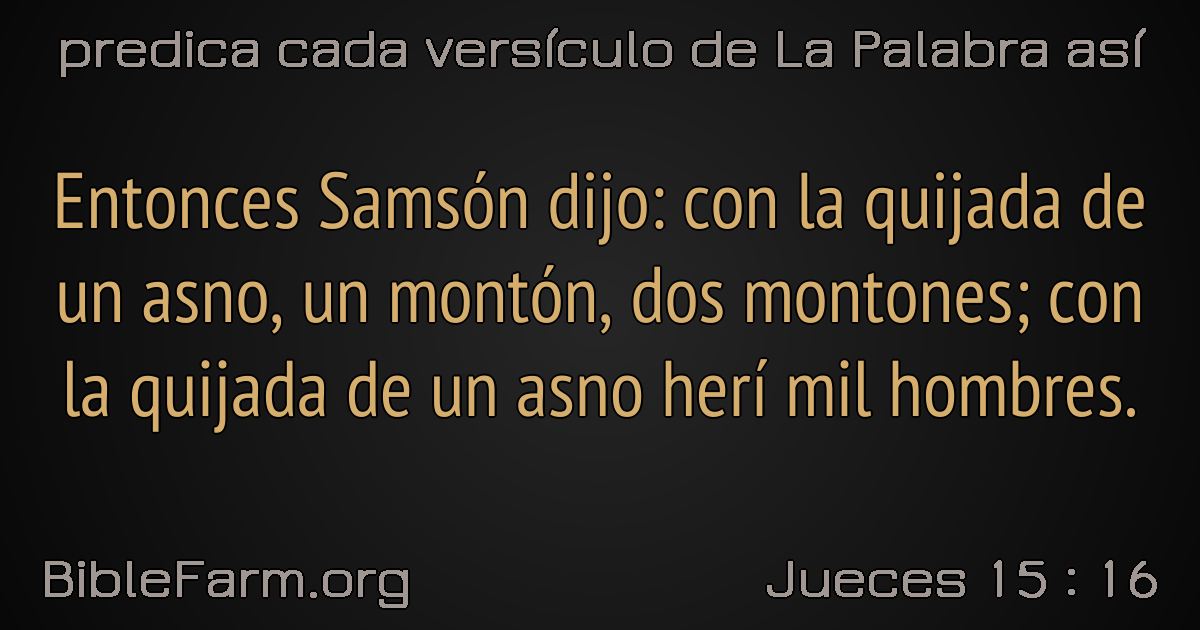 predica cada versículo de La Palabra así
Entonces Samsón dijo: con la quijada de
un asno, un montón, dos montones; con
la quijada de un asno herí mil hombres.
BibleFarm.org
Jueces 15 : 16